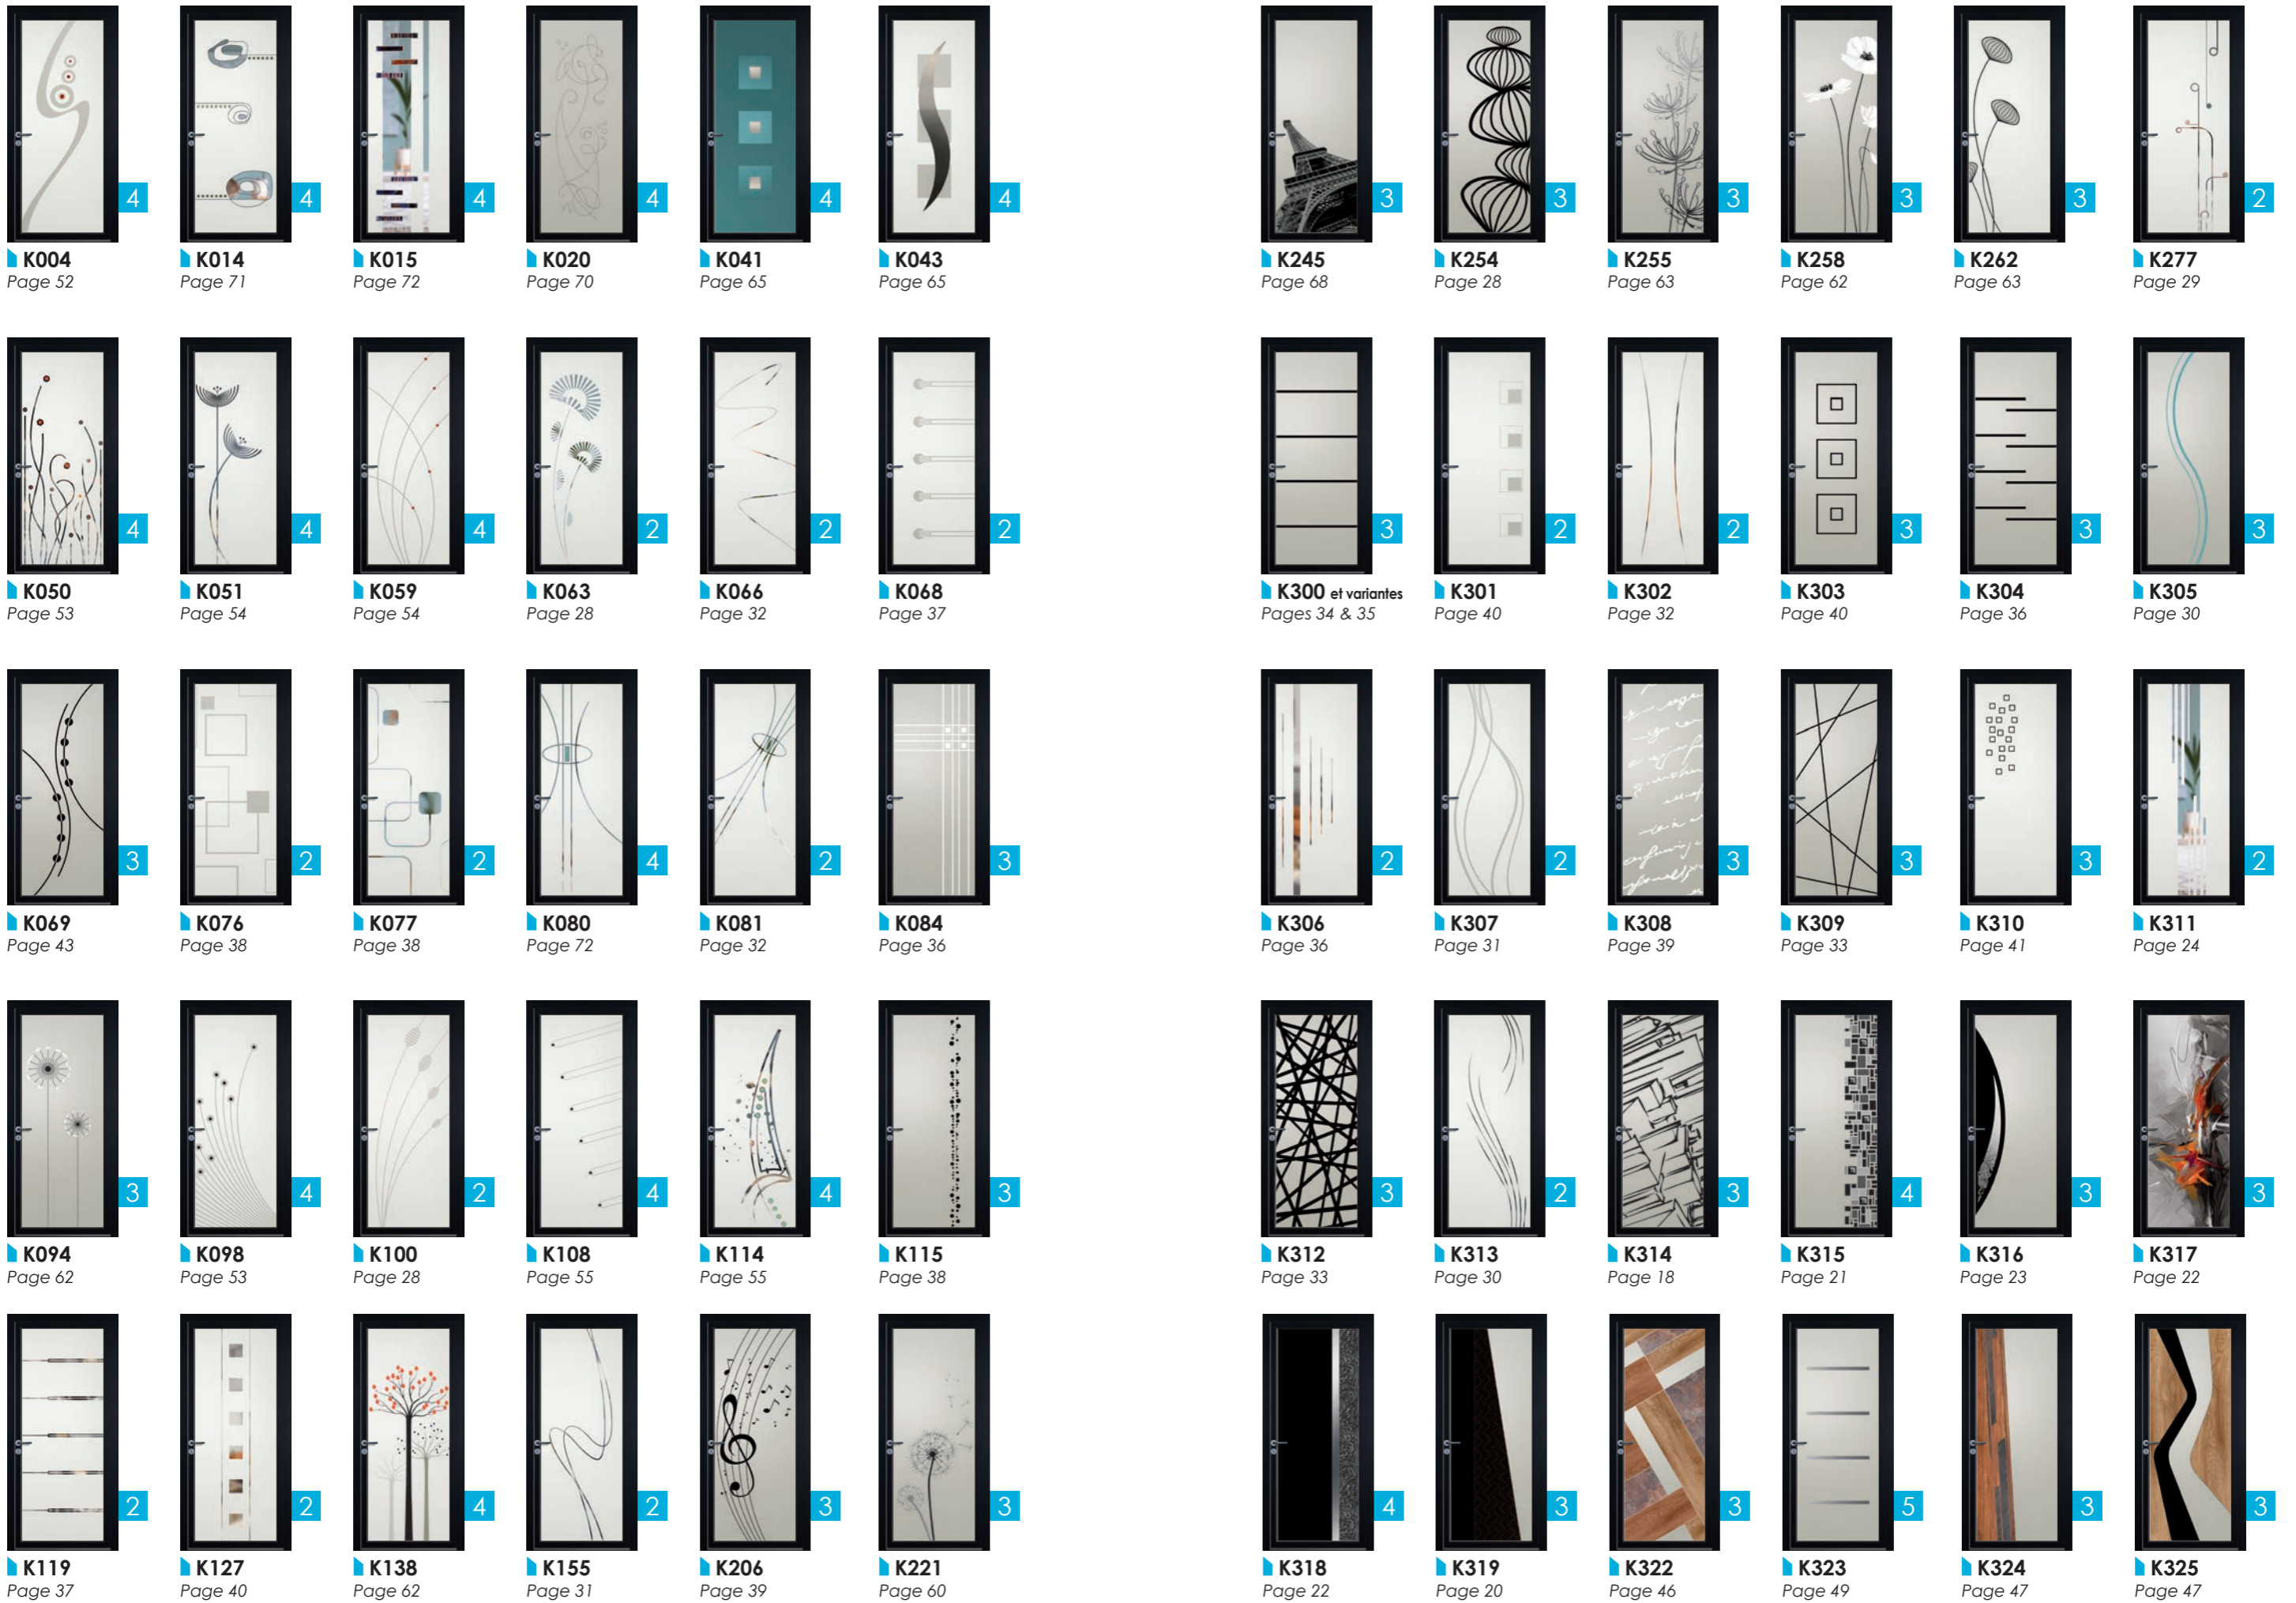 4
K004
Page 52
4
K014
Page 71
4
K015
Page 72
4
K020
Page 70
4
K041
Page 65
4
K043
Page 65
4
K050
Page 53
4
K051
Page 54
4
K059
Page 54
2
K063
Page 28
2
K066
Page 32
2
K068
Page 37
3
K069
Page 43
2
K076
Page 38
2
K077
Page 38
4
K080
Page 72
2
K081
Page 32
3
K084
Page 36
3
K094
Page 62
4
K098
Page 53
2
K100
Page 28
4
K108
Page 55
4
K114
Page 55
3
K115
Page 38
2
K119
Page 37
2
K127
Page 40
4
K138
Page 62
2
K155
Page 31
3
K206
Page 39
3
K221
Page 60
3
K245
Page 68
3
K254
Page 28
3
K255
Page 63
3
K258
Page 62
3
K262
Page 63
2
K277
Page 29
3
K300 et variantes
Pages 34 & 35
2
K301
Page 40
2
K302
Page 32
3
K303
Page 40
3
K304
Page 36
3
K305
Page 30
2
K306
Page 36
2
K307
Page 31
3
K308
Page 39
3
K309
Page 33
3
K310
Page 41
2
K311
Page 24
3
K312
Page 33
2
K313
Page 30
3
K314
Page 18
4
K315
Page 21
3
K316
Page 23
3
K317
Page 22
4
K318
Page 22
3
K319
Page 20
3
K322
Page 46
5
K323
Page 49
3
K324
Page 47
3
K325
Page 47